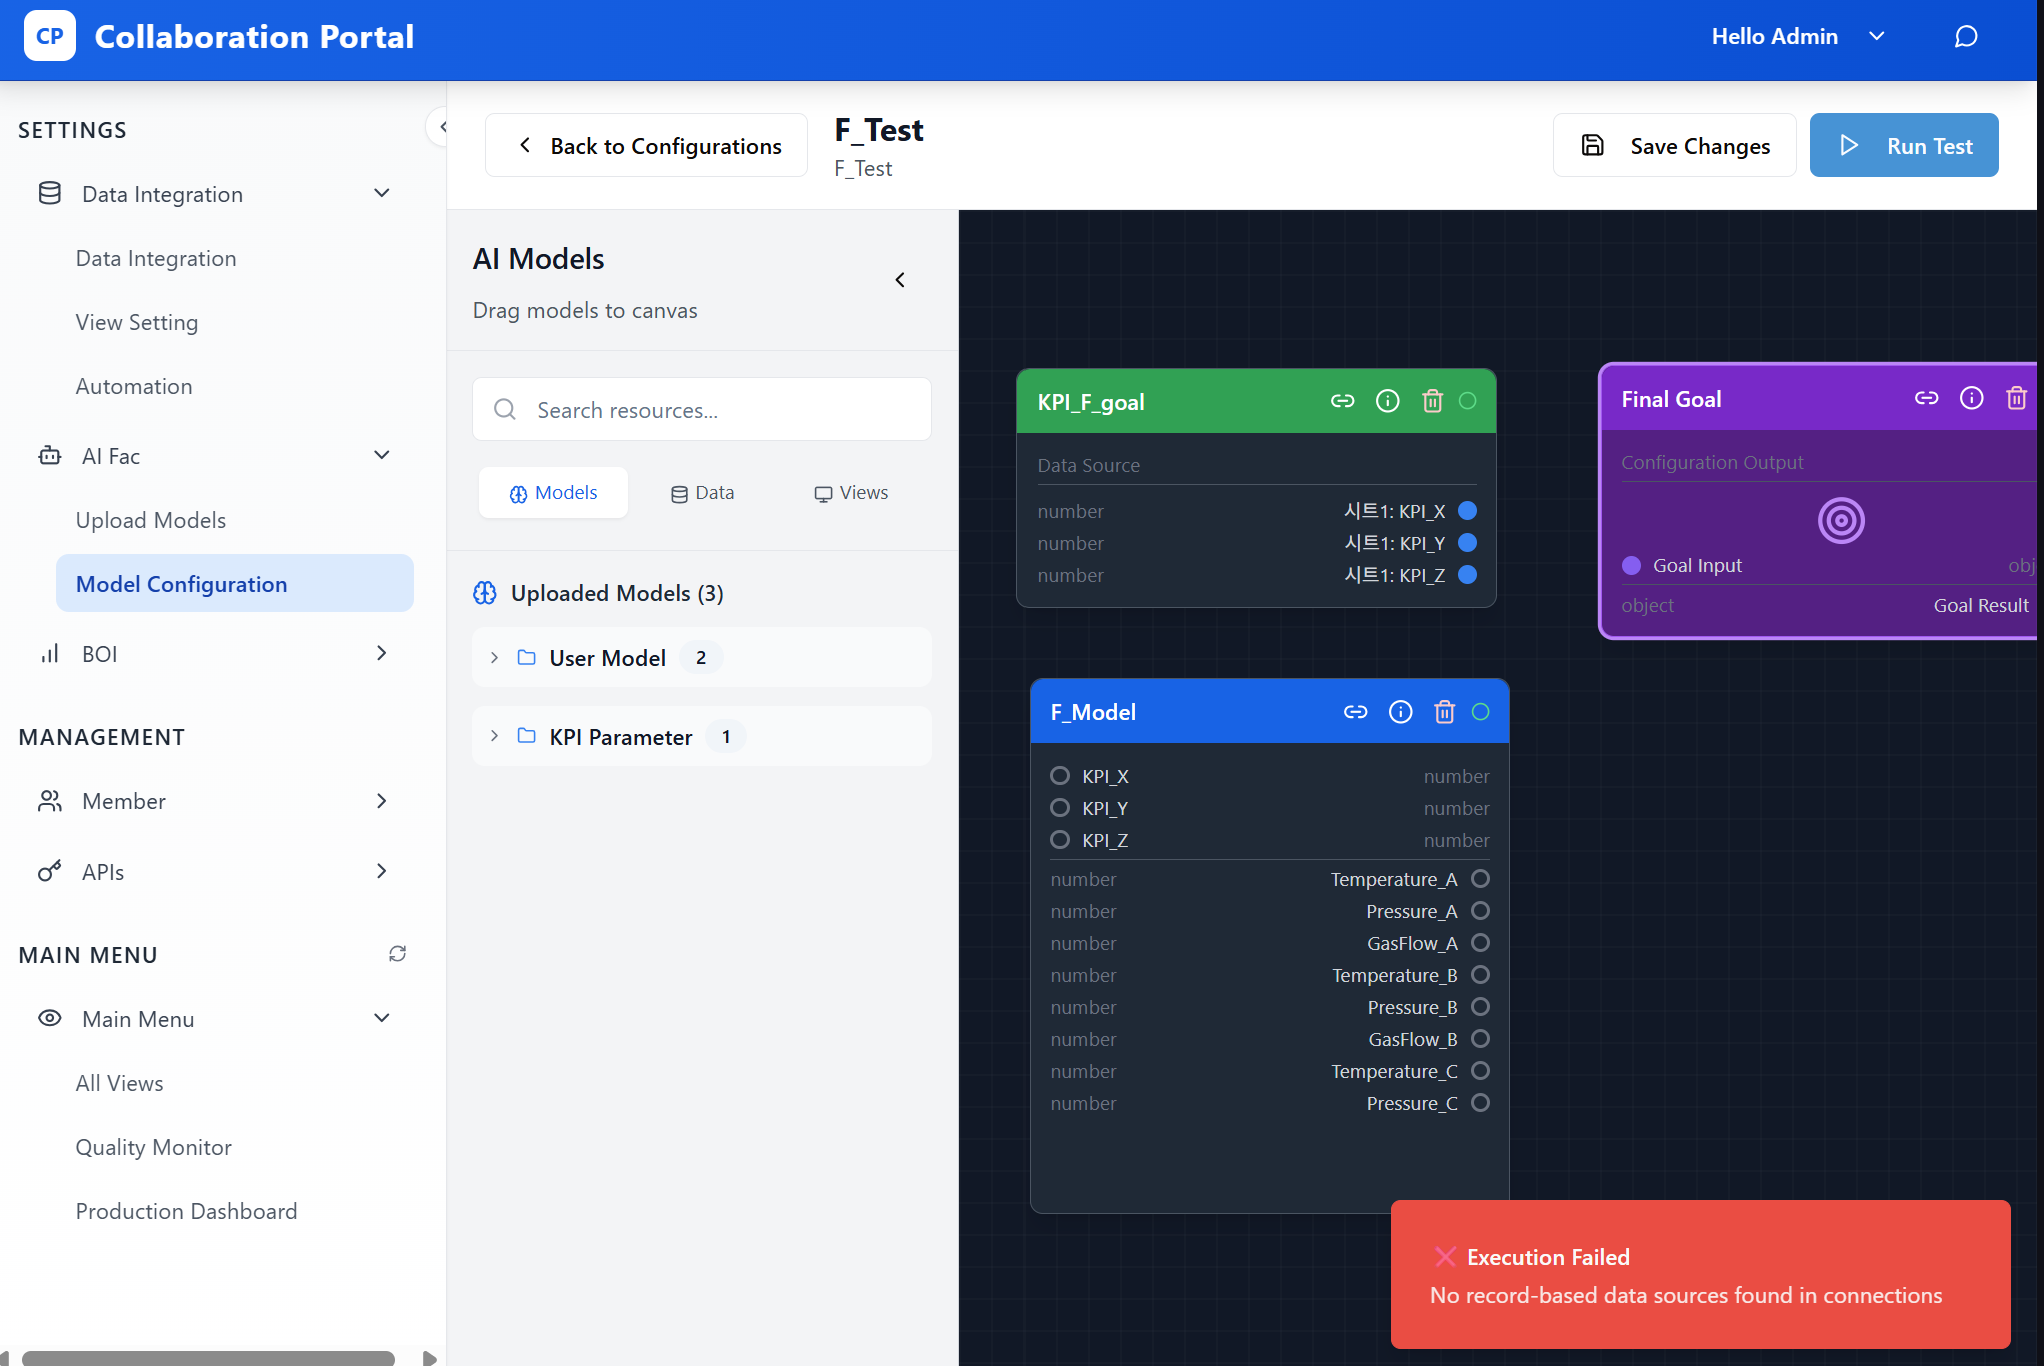 CP Collaboration Portal
Hello Admin
SETTINGS
Data Integration
Data Integration
View Setting
Automation
AI Fac
Upload Models
Model Configuration
BOI
MANAGEMENT
Member
APIs
MAIN MENU
Main Menu
All Views
Quality Monitor
Production Dashboard
Back to Configurations
F_Test
F_Test
Save Changes
Run Test
AI Models
Drag models to canvas
Search resources...
Models Data Views
Uploaded Models (3)
User Model 2
KPI Parameter 1
KPI_F_goal
Data Source
number 시트1: KPI_X
number 시트1: KPI_Y
number 시트1: KPI_Z
Final Goal
Configuration Output
Goal Input obj
object Goal Result
F_Model
KPI_X number
KPI_Y number
KPI_Z number
number Temperature_A
number Pressure_A
number GasFlow_A
number Temperature_B
number Pressure_B
number GasFlow_B
number Temperature_C
number Pressure_C
Execution Failed
No record-based data sources found in connections